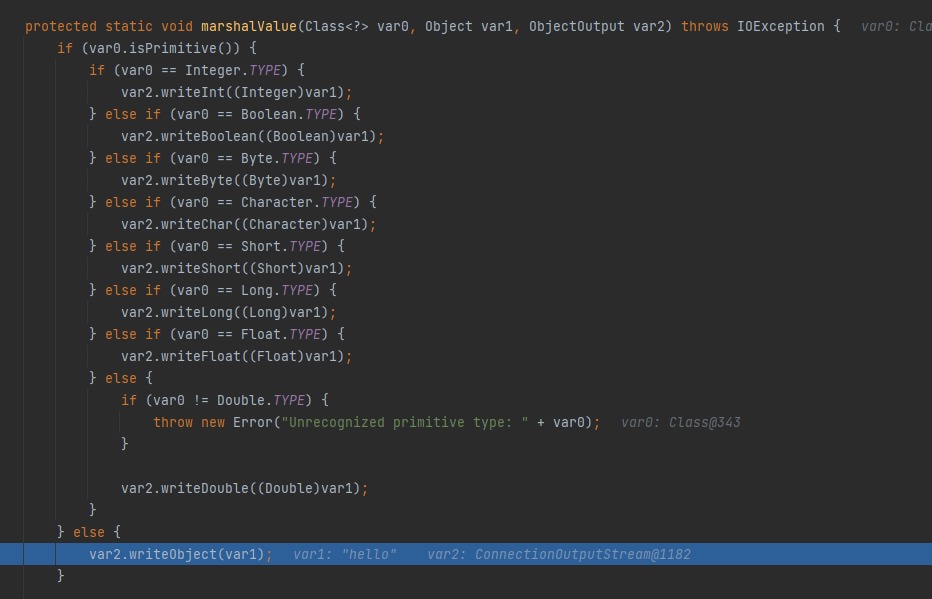 protected static void marshalValue(Class<?> var0, Object var1, ObjectOutput var2) throws IOException {   var0: Cla
    if (var0.isPrimitive()) {
        if (var0 == Integer.TYPE) {
            var2.writeInt((Integer)var1);
        } else if (var0 == Boolean.TYPE) {
            var2.writeBoolean((Boolean)var1);
        } else if (var0 == Byte.TYPE) {
            var2.writeByte((Byte)var1);
        } else if (var0 == Character.TYPE) {
            var2.writeChar((Character)var1);
        } else if (var0 == Short.TYPE) {
            var2.writeShort((Short)var1);
        } else if (var0 == Long.TYPE) {
            var2.writeLong((Long)var1);
        } else if (var0 == Float.TYPE) {
            var2.writeFloat((Float)var1);
        } else {
            if (var0 != Double.TYPE) {
                throw new Error("Unrecognized primitive type: " + var0);   var0: Class@343
            }

            var2.writeDouble((Double)var1);
        }
    } else {
        var2.writeObject(var1);   var1: "hello"    var2: ConnectionOutputStream@1182
    }